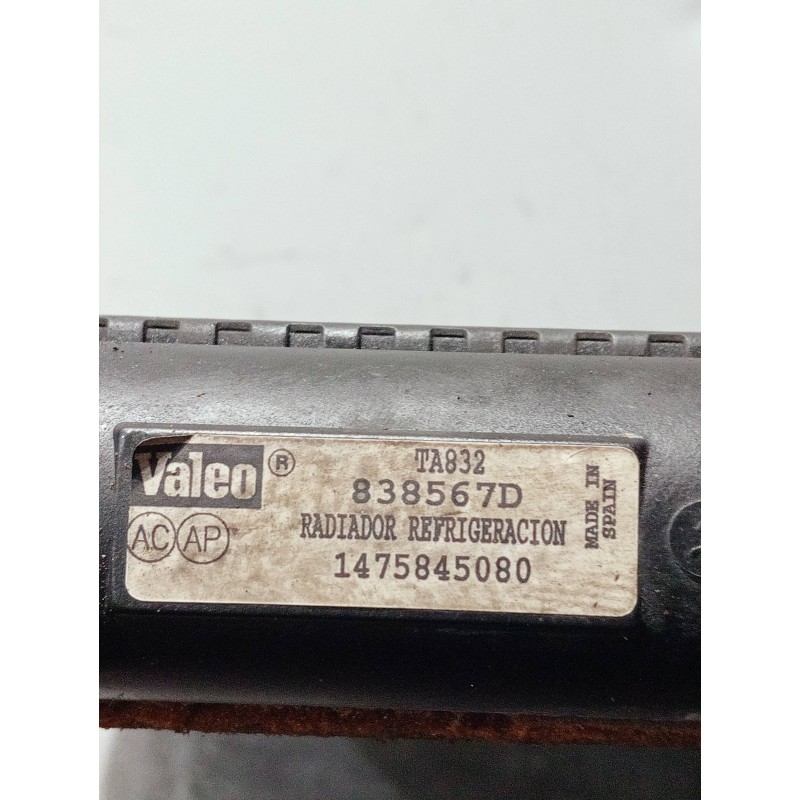 Valeo ®
TA832
838567D
RADIADOR REFRIGERACION
1475845080
AC AP
MADE IN
SPAIN